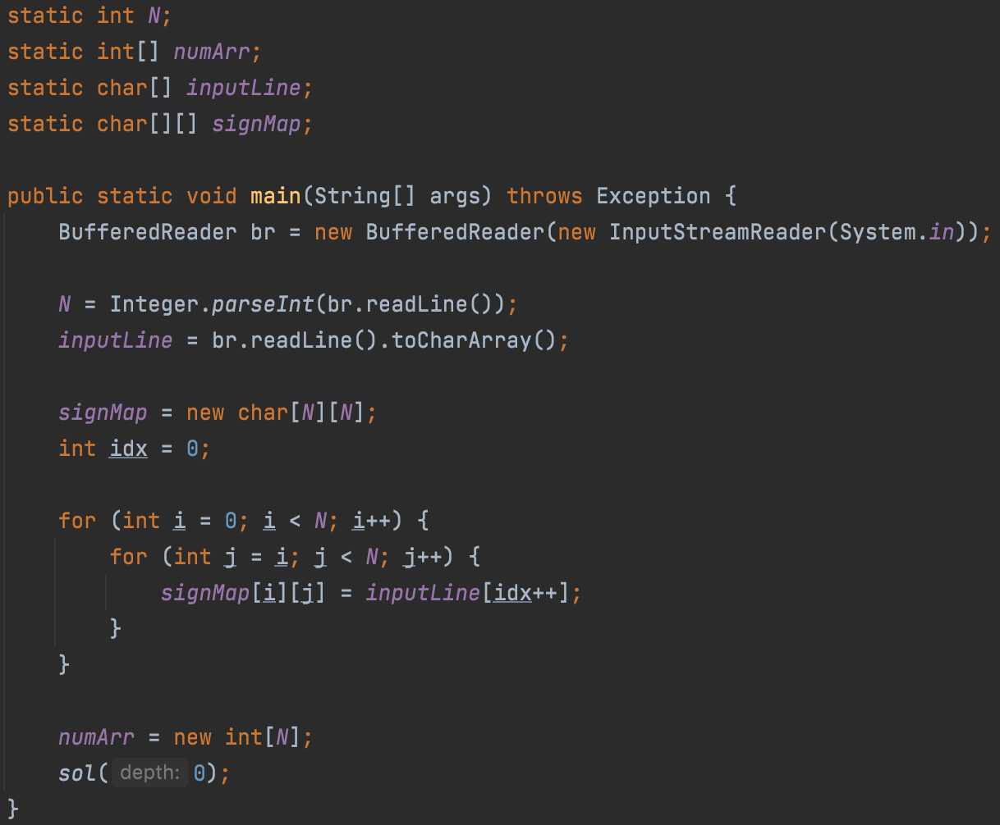 static int N;
static int[] numArr;
static char[] inputLine;
static char[][] signMap;
public static void main(String[] args) throws Exception {
BufferedReader br = new BufferedReader(new InputStreamReader(System.in));
N = Integer.parseInt(br.readLine());
inputLine = br.readLine().toCharArray();
signMap = new char[N][N];
int idx = 0;
for (int i = 0; i < N; i++) {
for (int j = i; j < N; j++) {
signMap[i][j] = inputLine[idx++];
}
}
numArr = new int[N];
sol( depth: 0);
}